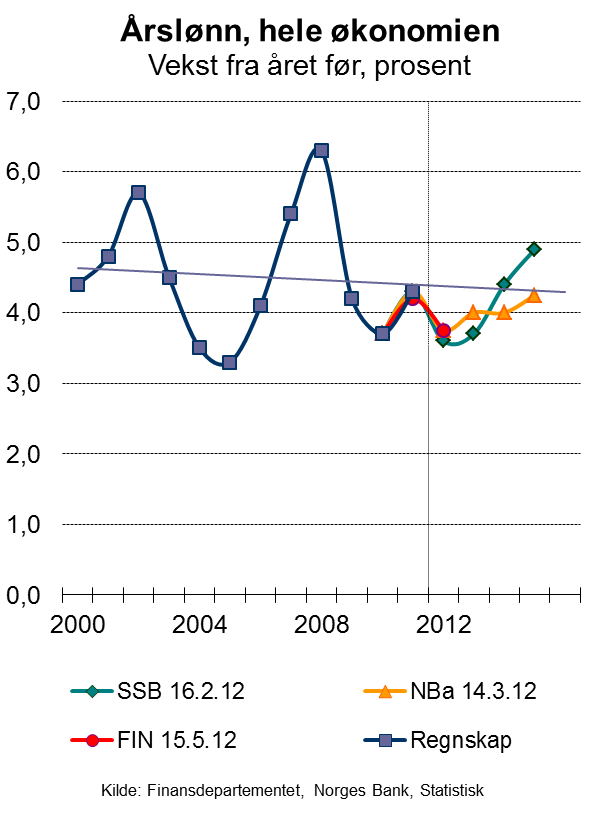 Årslønn, hele økonomien
Vekst fra året før, prosent
7,0
6,0
5,0
4,0
3,0
2,0
1,0
0,0
2000 2004 2008 2012
SSB 16.2.12 NBa 14.3.12
FIN 15.5.12 Regnskap
Kilde: Finansdepartementet, Norges Bank, Statistisk